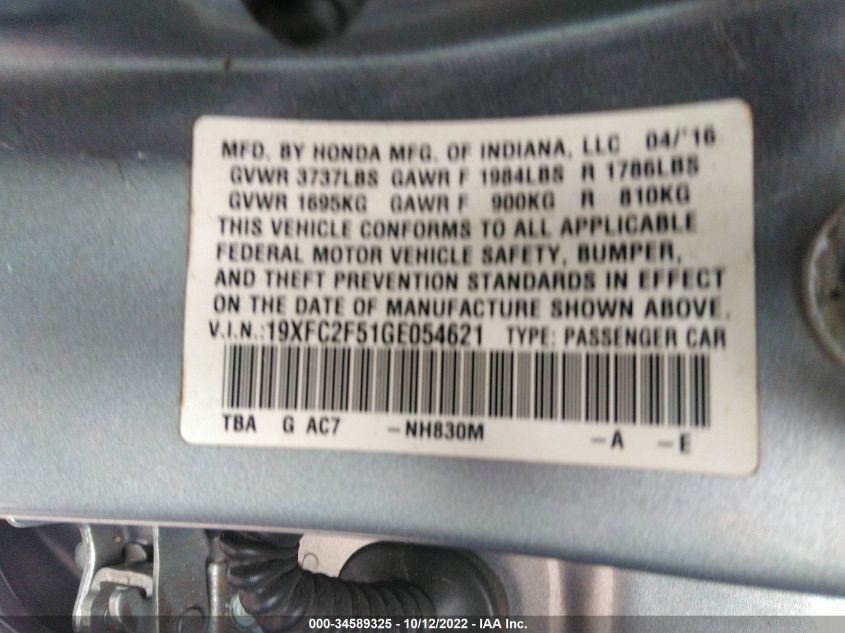 MFD. BY HONDA MFG. OF INDIANA, LLC 04/'16
GVWR 3737LBS GAWR F 1984LBS R 1786LBS
GVWR 1695KG GAWR F 900KG R 810KG
THIS VEHICLE CONFORMS TO ALL APPLICABLE
FEDERAL MOTOR VEHICLE SAFETY, BUMPER,
AND THEFT PREVENTION STANDARDS IN EFFECT
ON THE DATE OF MANUFACTURE SHOWN ABOVE.
V.I.N.:19XFC2F51GE054621 TYPE: PASSENGER CAR
TBA G AC7 -NH830M -A -E
000-34589325 - 10/12/2022 - IAA Inc.